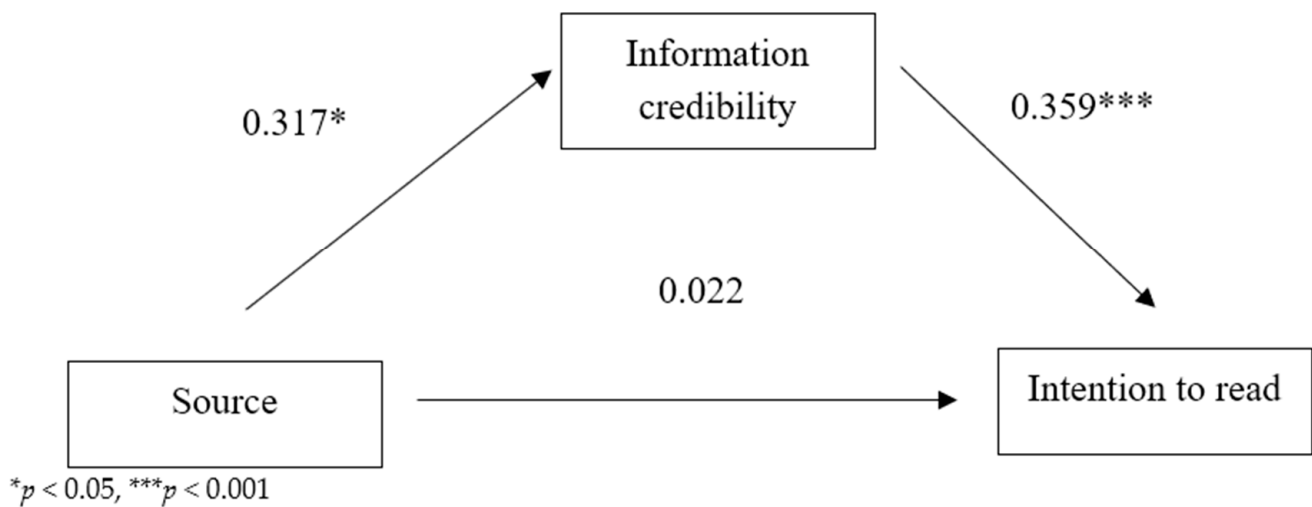 Information
credibility
0.317*
0.359***
0.022
Source
Intention to read
*p < 0.05, ***p < 0.001